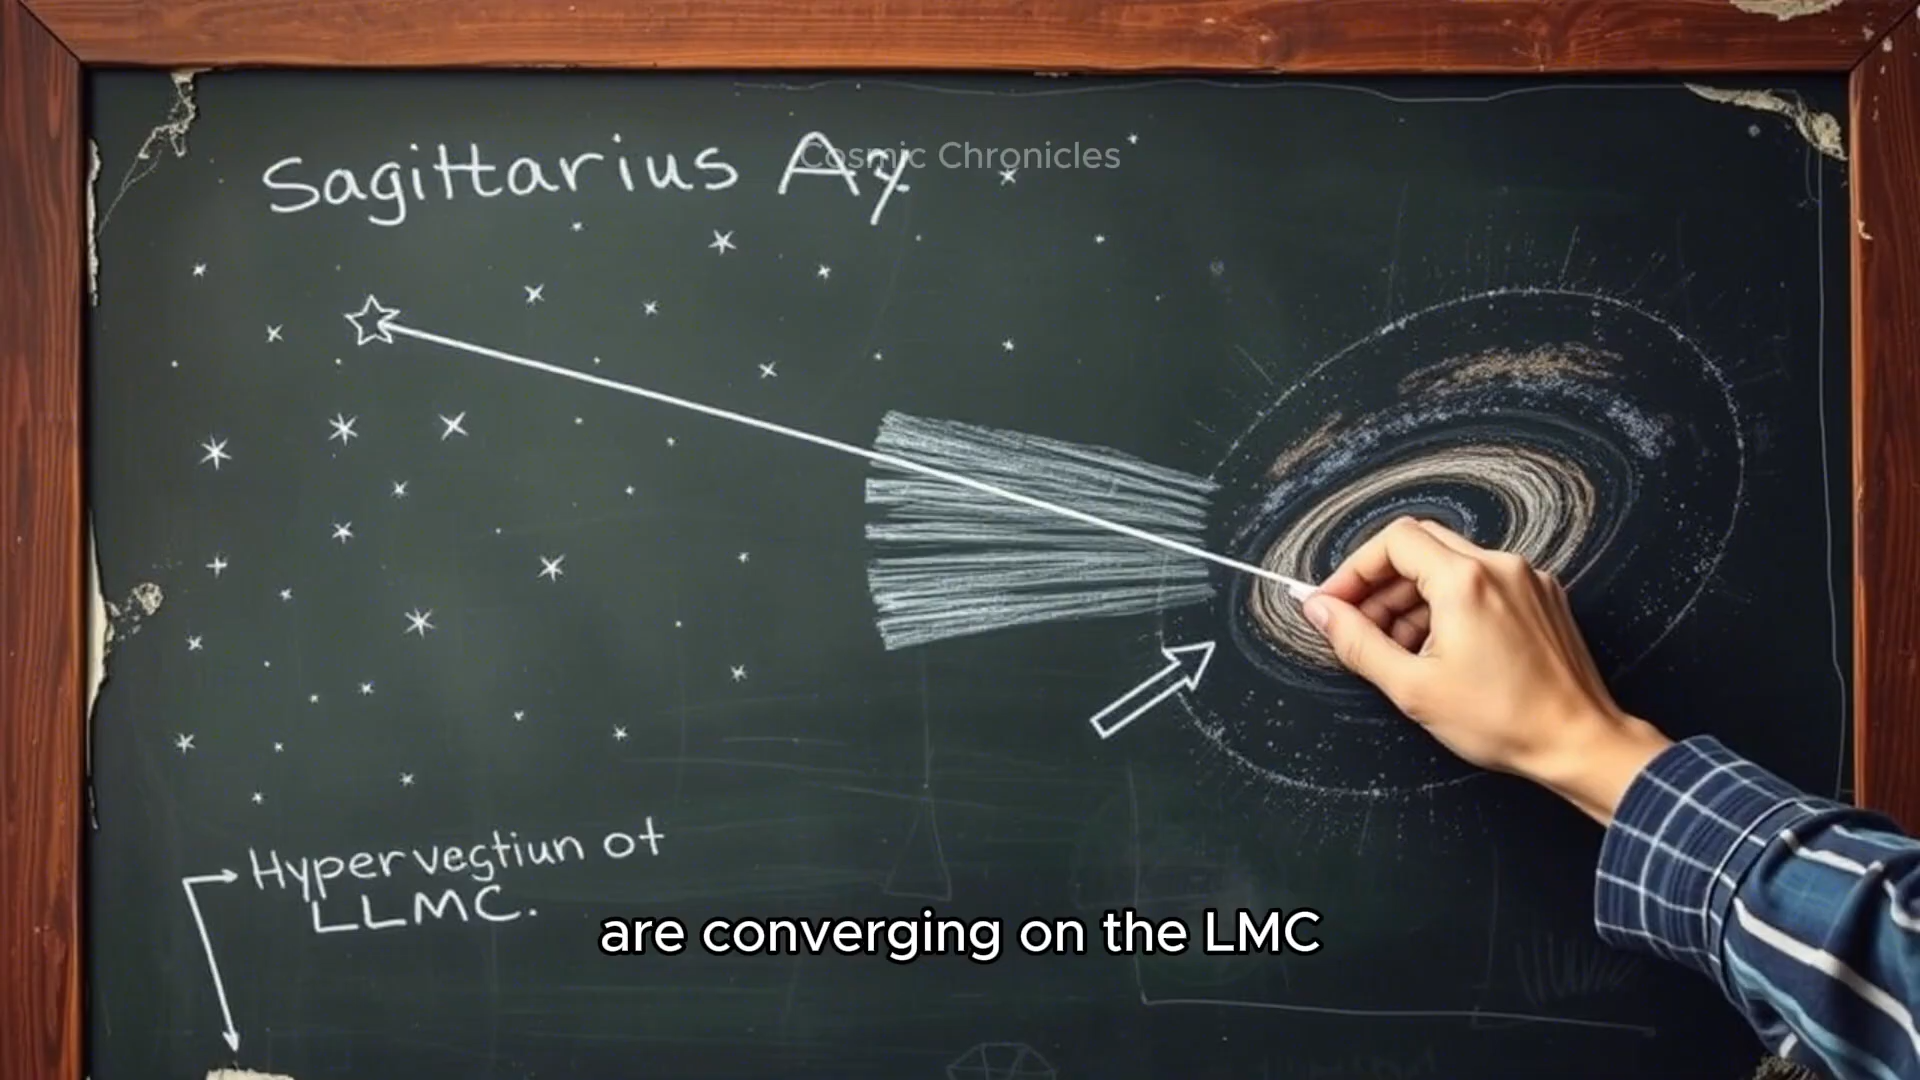 Sagittarius Ay
Cosmic Chronicles
Hypervegtiun ot
LLMC.
are converging on the LMC